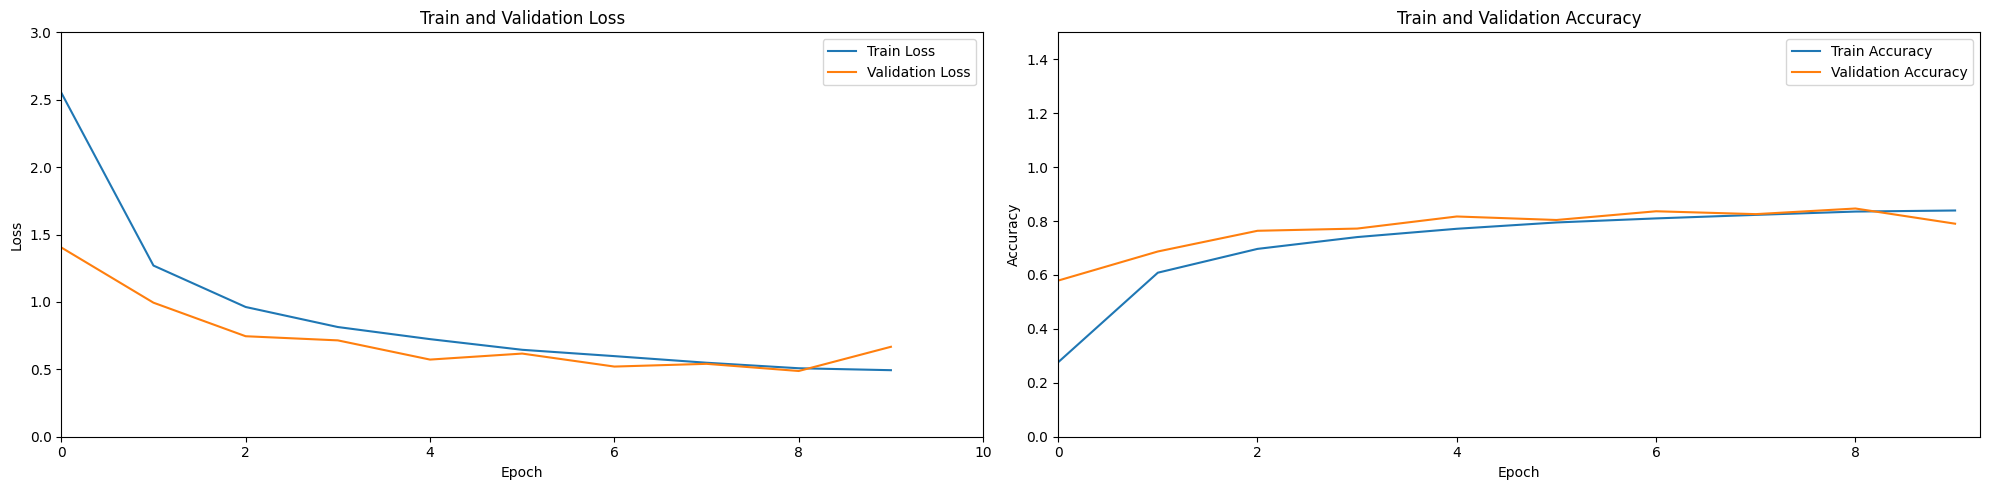 Train and Validation Loss
3.0
2.5
2.0
1.5
1.0
0.5
0.0
Loss
0 2 4 6 8 10
Epoch
Train Loss
Validation Loss
Train and Validation Accuracy
1.4
1.2
1.0
0.8
0.6
0.4
0.2
0.0
Accuracy
0 2 4 6 8
Epoch
Train Accuracy
Validation Accuracy